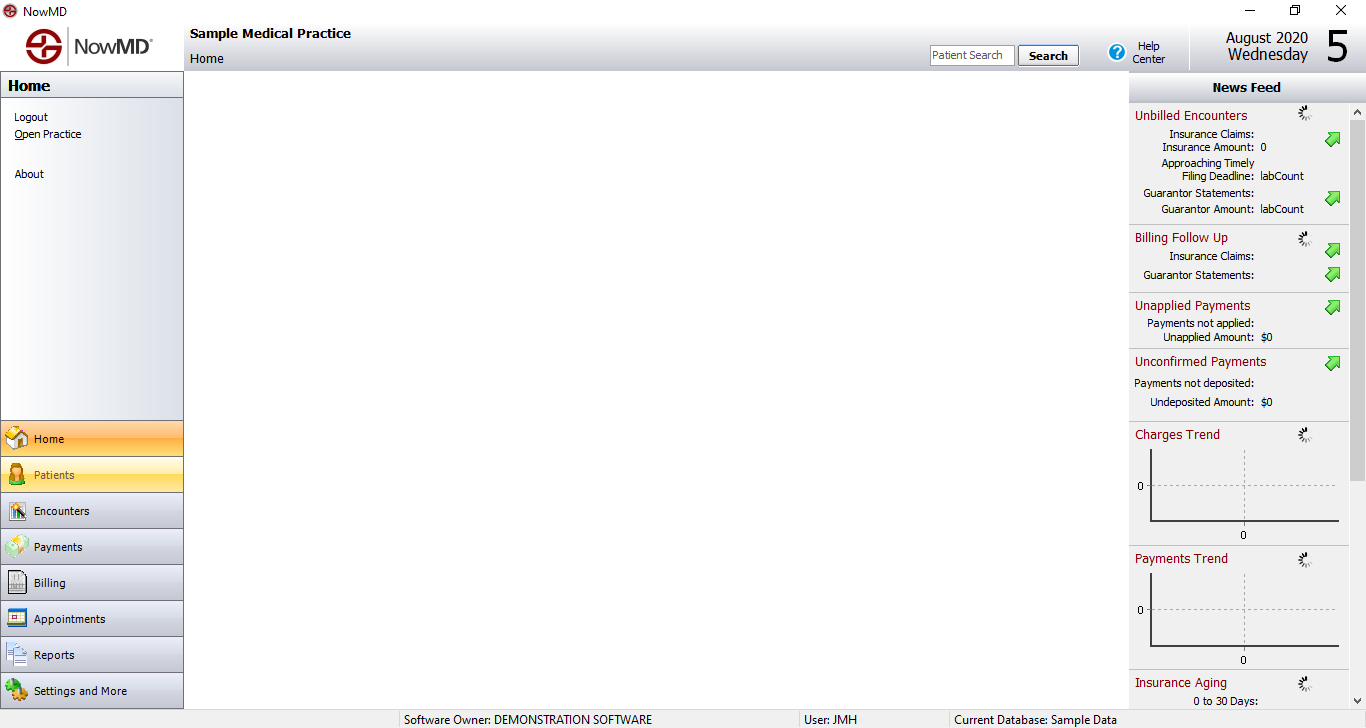 NowMD
NowMD®
Sample Medical Practice
Home
Patient Search
Search
Help
Center
August 2020
Wednesday
5
Home
Logout
Open Practice
About
Home
Patients
Encounters
Payments
Billing
Appointments
Reports
Settings and More
News Feed
Unbilled Encounters
Insurance Claims:
Insurance Amount: 0
Approaching Timely
Filing Deadline: labCount
Guarantor Statements:
Guarantor Amount: labCount
Billing Follow Up
Insurance Claims:
Guarantor Statements:
Unapplied Payments
Payments not applied:
Unapplied Amount: $0
Unconfirmed Payments
Payments not deposited:
Undeposited Amount: $0
Charges Trend
0
0
Payments Trend
0
0
Insurance Aging
0 to 30 Days:
Software Owner: DEMONSTRATION SOFTWARE
User: JMH
Current Database: Sample Data